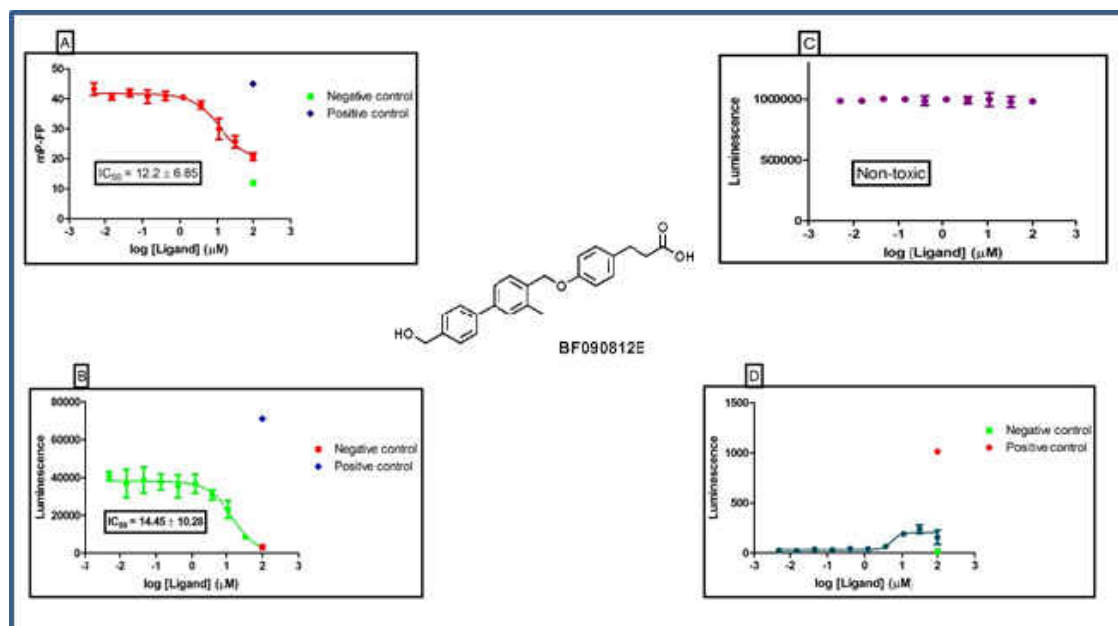 A
50
40
30
20
10
0
mP-FP
Negative control
Positive control
IC50 = 12.2 ± 6.85
-3 -2 -1 0 1 2 3
log [Ligand] (µM)
C
1000000
500000
0
Luminescence
Non-toxic
-3 -2 -1 0 1 2 3
log [Ligand] (µM)
O
OH
O
HO
BF090812E
B
80000
60000
40000
20000
0
Luminescence
Negative control
Positive control
IC50 = 14.45 ± 10.28
-3 -2 -1 0 1 2 3
log [Ligand] (µM)
D
1500
1000
500
0
Luminescence
Negative control
Positive control
-3 -2 -1 0 1 2 3
log [Ligand] (µM)